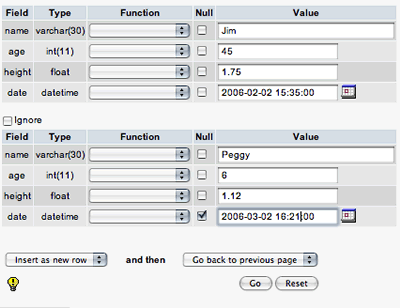 Field Type Function Null Value
name varchar(30) Jim
age int(11) 45
height float 1.75
date datetime 2006-02-02 15:35:00
Ignore
Field Type Function Null Value
name varchar(30) Peggy
age int(11) 6
height float 1.12
date datetime 2006-03-02 16:21:00
Insert as new row and then Go back to previous page
Go Reset